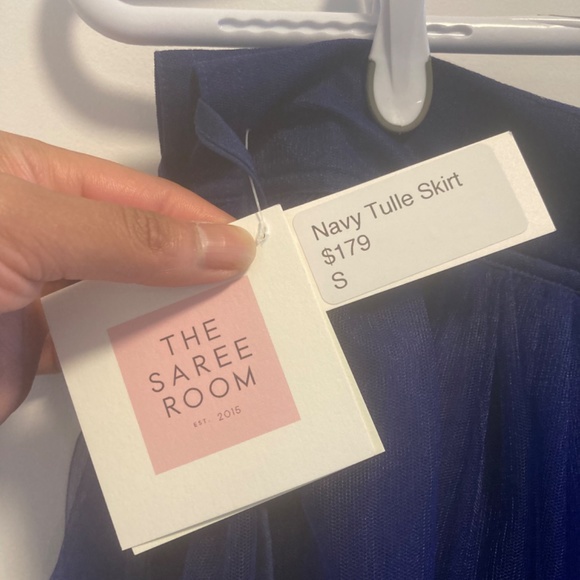 THE
SAREE
ROOM
EST. 2015
Navy Tulle Skirt
$179
S